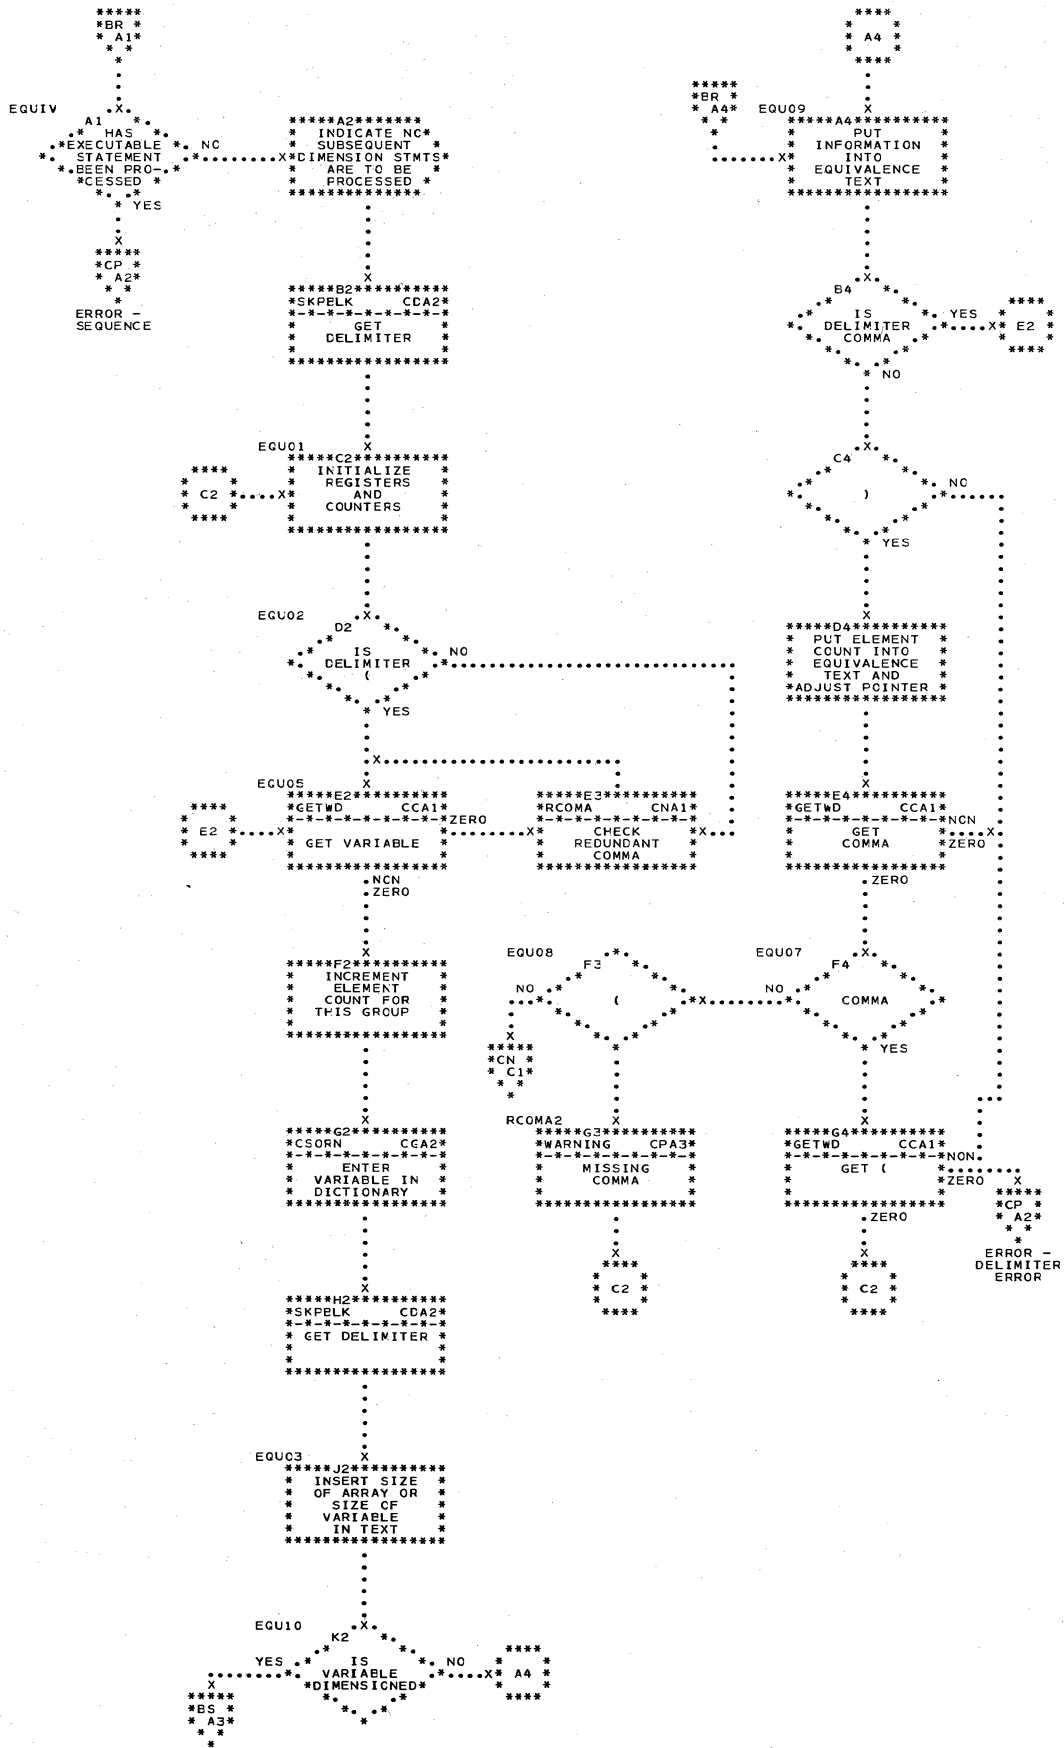 BR
A1
EQUIV
A1
HAS
EXECUTABLE
STATEMENT
BEEN PRO-
CESSED
NO
YES
CP
A2
ERROR -
SEQUENCE
A2
INDICATE NO
SUBSEQUENT
DIMENSION STMTS
ARE TO BE
PROCESSED
B2
SKPBLK CDA2
GET
DELIMITER
EQU01
C2
INITIALIZE
REGISTERS
AND
COUNTERS
C2
EQU02
D2
IS
DELIMITER
(
NO
YES
EQU05
E2
GETWD CCA1
GET VARIABLE
ZERO
NON
ZERO
E2
E3
RCOMA CNA1
CHECK
REDUNDANT
COMMA
F2
INCREMENT
ELEMENT
COUNT FOR
THIS GROUP
G2
CSORN CGA2
ENTER
VARIABLE IN
DICTIONARY
H2
SKPBLK CDA2
GET DELIMITER
EQU03
J2
INSERT SIZE
OF ARRAY OR
SIZE OF
VARIABLE
IN TEXT
EQU10
K2
IS
VARIABLE
DIMENSIONED
YES
NO
BS
A3
A4
A4
BR
A4
EQU09
A4
PUT
INFORMATION
INTO
EQUIVALENCE
TEXT
B4
IS
DELIMITER
COMMA
YES
E2
NO
C4
)
NO
YES
D4
PUT ELEMENT
COUNT INTO
EQUIVALENCE
TEXT AND
ADJUST POINTER
E4
GETWD CCA1
GET
COMMA
NON
ZERO
ZERO
EQU07
F4
COMMA
NO
YES
EQU08
F3
(
NO
CN
C1
RCOMA2
G3
WARNING CPA3
MISSING
COMMA
C2
G4
GETWD CCA1
GET (
NON
ZERO
ZERO
C2
CP
A2
ERROR -
DELIMITER
ERROR